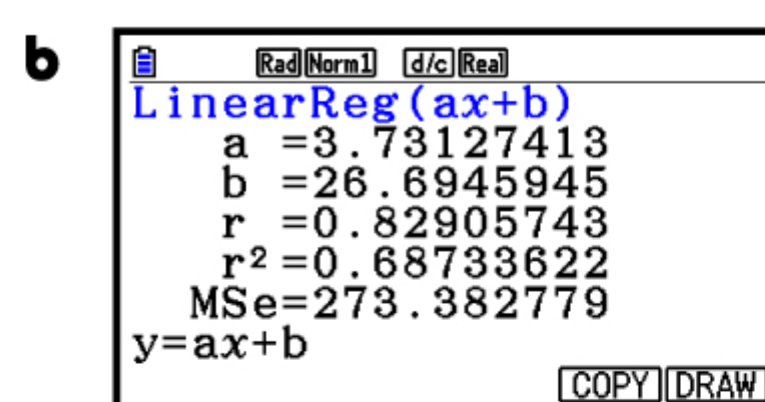 b
Rad Norm1 d/c Real
LinearReg(ax+b)
a =3.73127413
b =26.6945945
r =0.82905743
r²=0.68733622
MSe=273.382779
y=ax+b
COPY DRAW